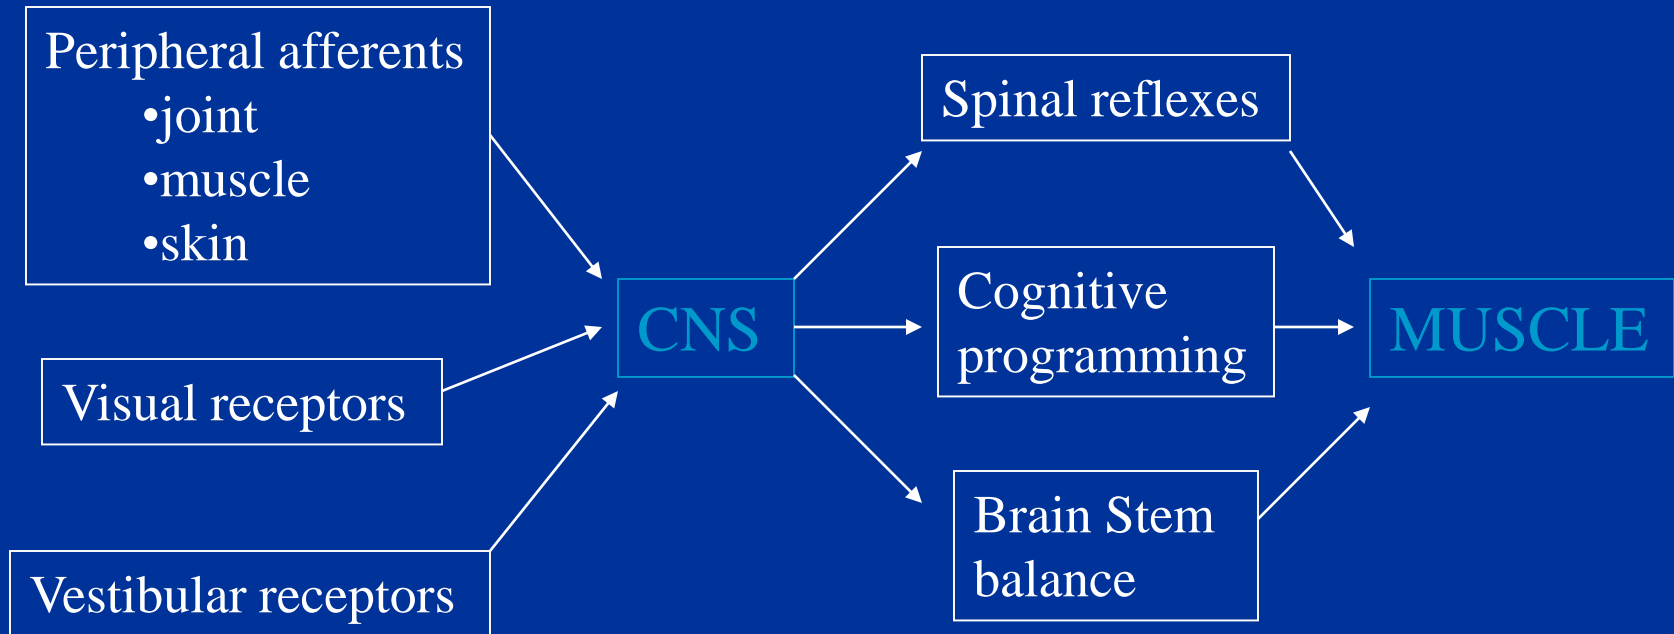 Peripheral afferents
•joint
•muscle
•skin
Visual receptors
Vestibular receptors
CNS
Spinal reflexes
Cognitive
programming
Brain Stem
balance
MUSCLE